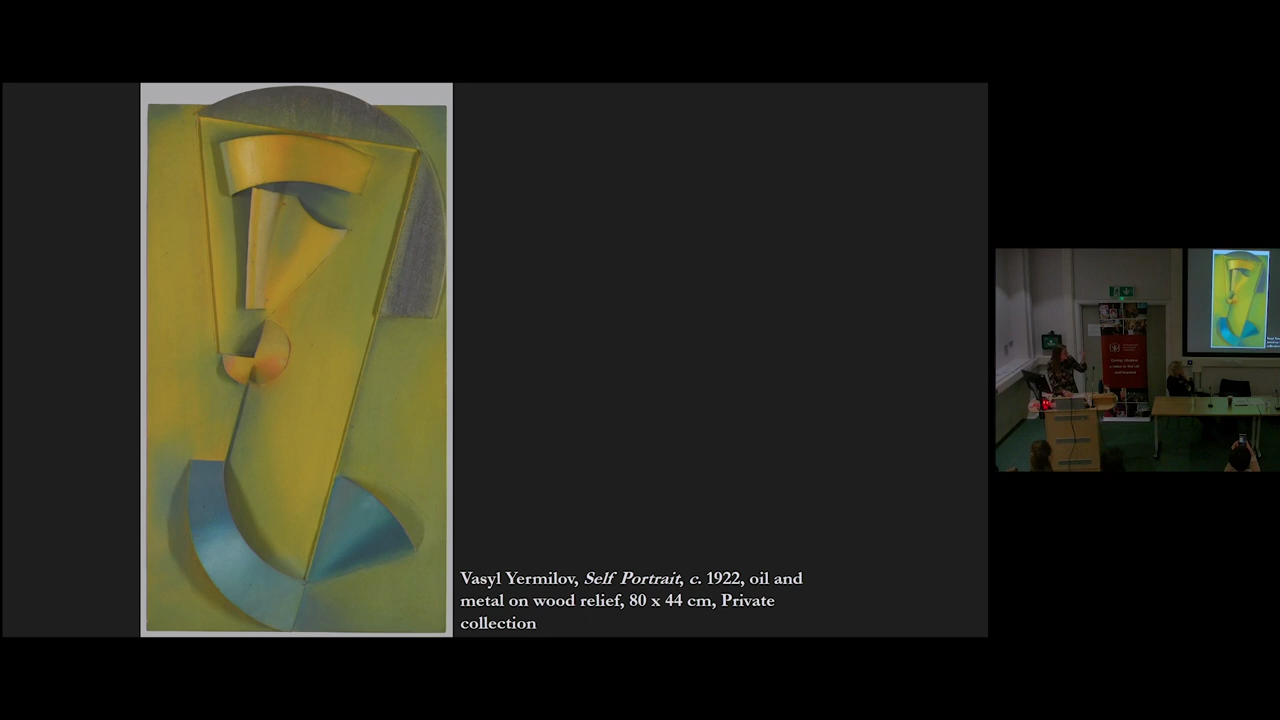 Vasyl Yermilov, Self Portrait, c. 1922, oil and
metal on wood relief, 80 x 44 cm, Private
collection